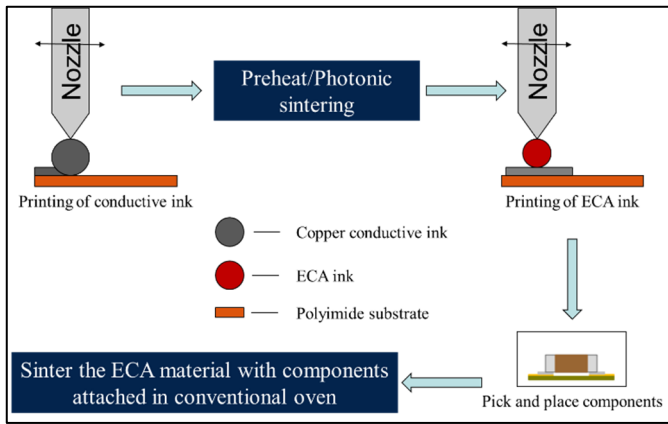 Nozzle
Printing of conductive ink
Preheat/Photonic
sintering
Nozzle
Printing of ECA ink
Copper conductive ink
ECA ink
Polyimide substrate
Pick and place components
Sinter the ECA material with components
attached in conventional oven